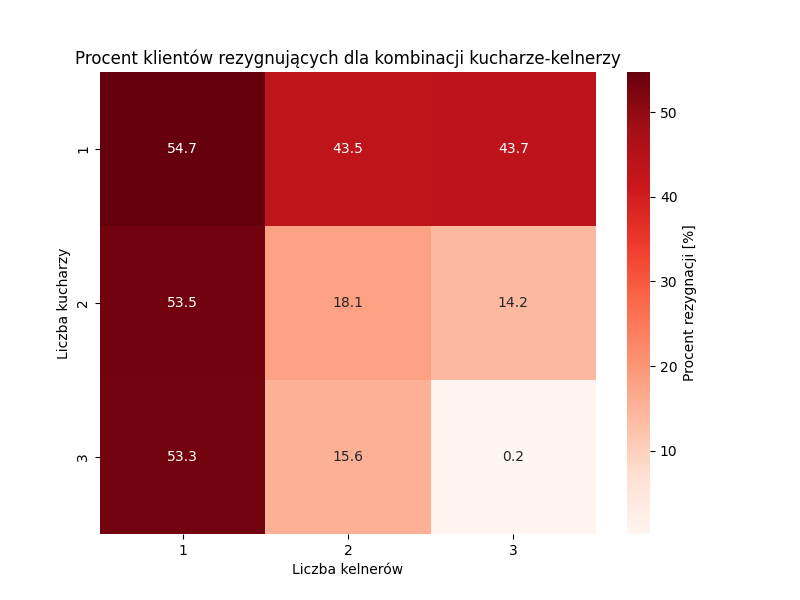 Procent klientów rezygnujących dla kombinacji kucharze-kelnerzy
Liczba kucharzy
1
54.7 43.5 43.7
2
53.5 18.1 14.2
3
53.3 15.6 0.2
1 2 3
Liczba kelnerów
50
40
30
20
10
Procent rezygnacji [%]